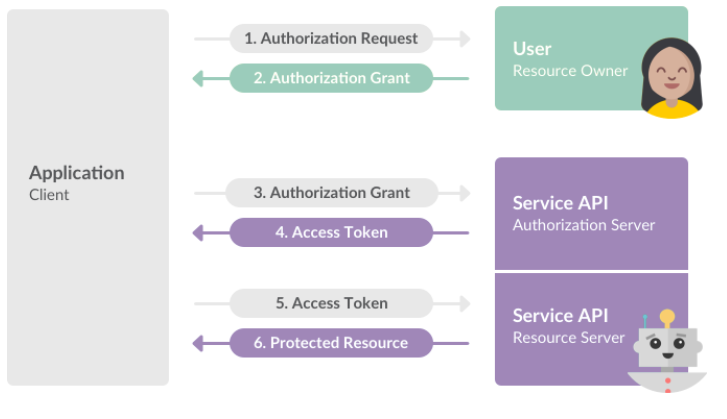 1. Authorization Request
User
Resource Owner
2. Authorization Grant
Application
Client
3. Authorization Grant
Service API
Authorization Server
4. Access Token
5. Access Token
Service API
Resource Server
6. Protected Resource